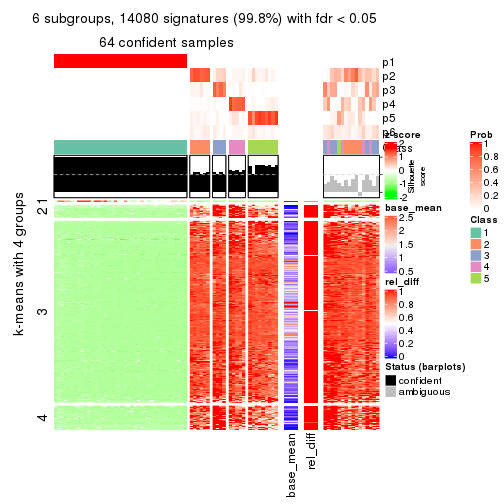 6 subgroups, 14080 signatures (99.8%) with fdr < 0.05
64 confident samples
p1
p2
p3
p4
p5
p6
Class
k-means with 4 groups
1
2
3
4
Silhouette
score
base_mean
rel_diff
z-score
2
1
0
-1
-2
base_mean
2.5
1.5
0.5
rel_diff
1
0.8
0.6
0.4
0.2
0
Status (barplots)
confident
ambiguous
Prob
1
0.8
0.6
0.4
0.2
0
Class
1
2
3
4
5